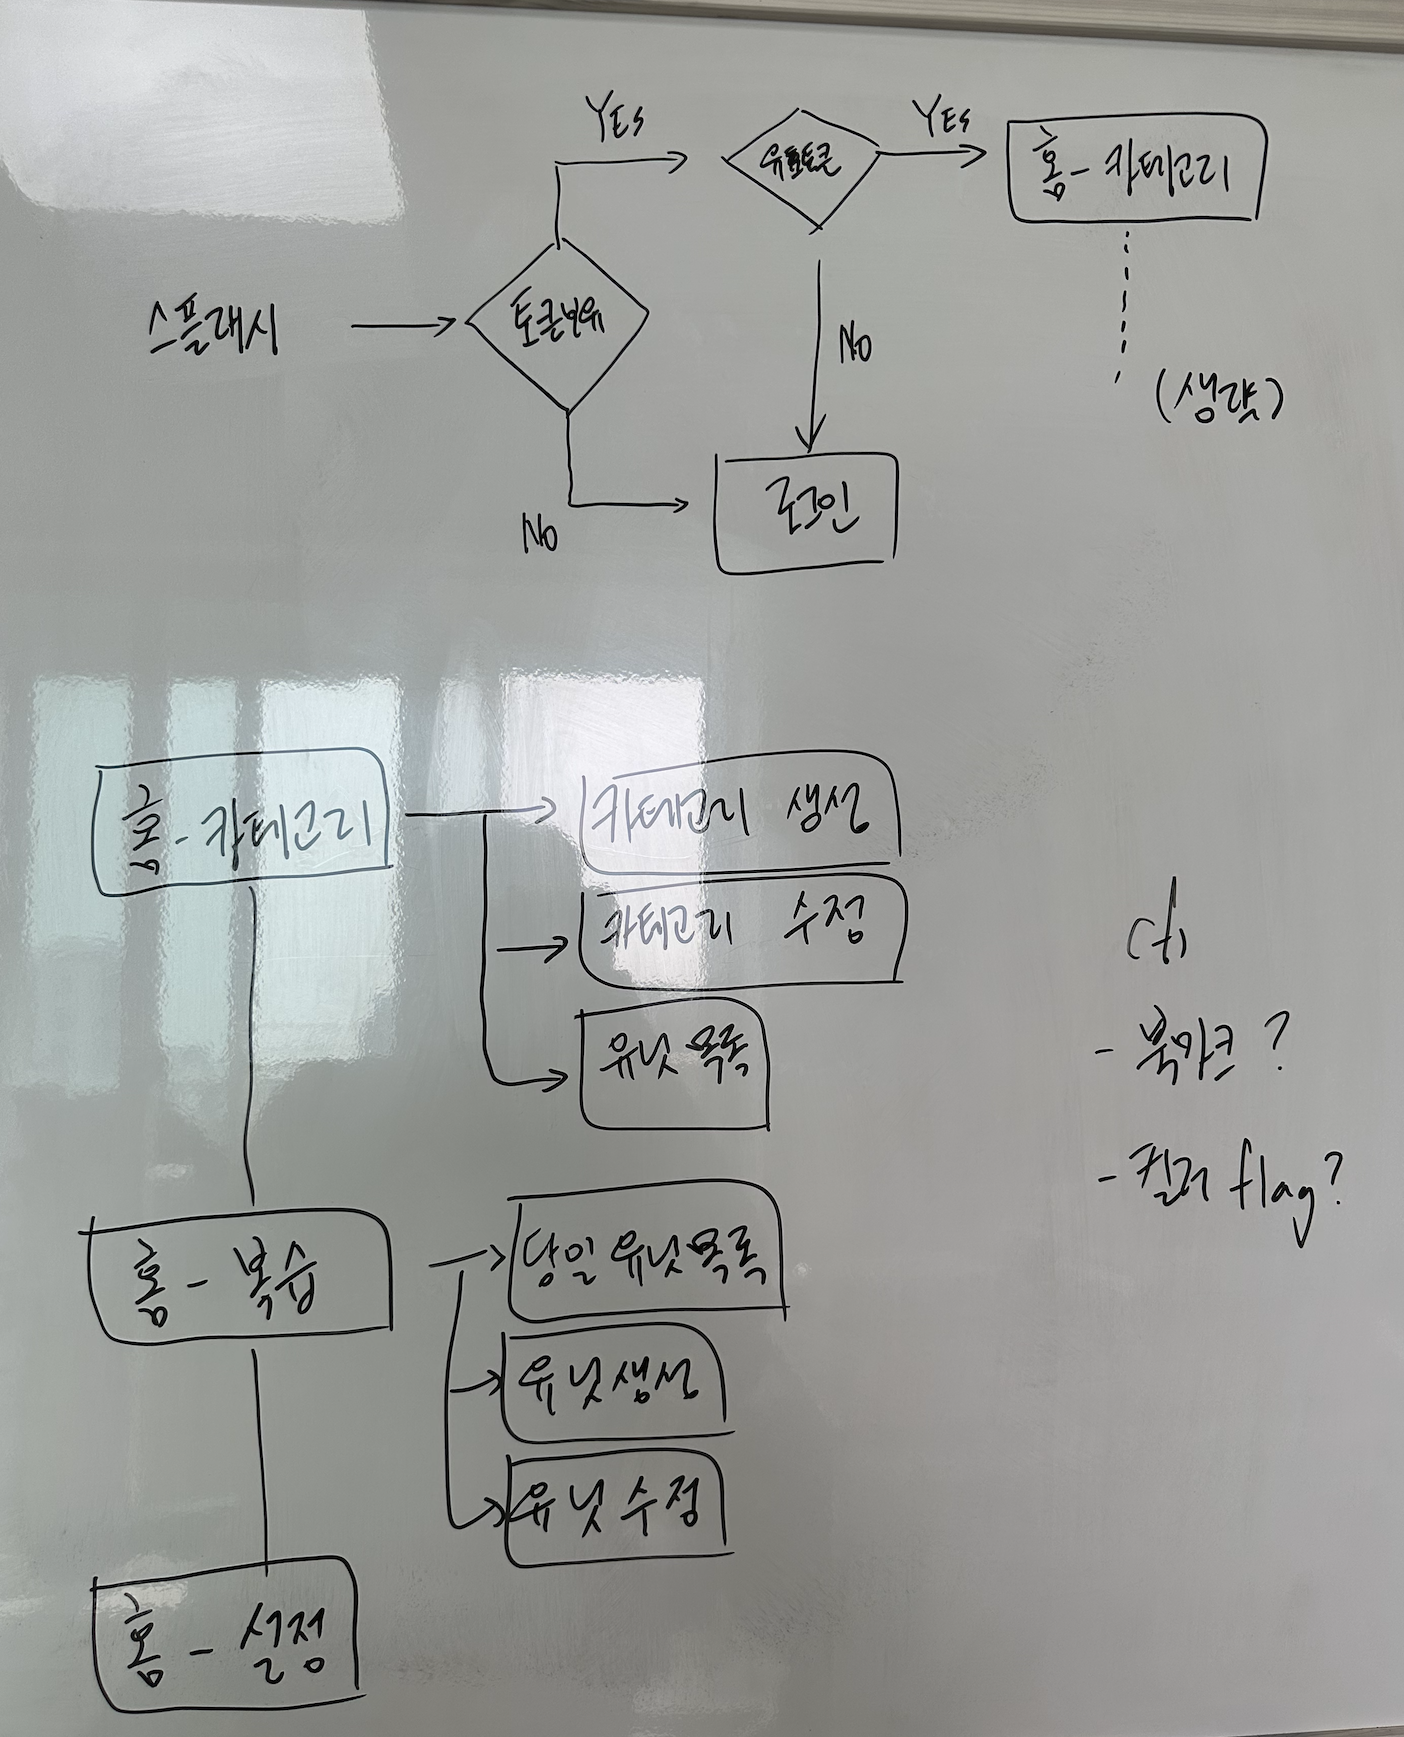 YES
YES
유효토큰
홈 - 카테고리
스플래시
토큰보유
No
(생략)
로그인
No
홈 - 카테고리
카테고리 생성
카테고리 수정
유닛 목록
- 북마크 ?
- 킬러 flag?
홈 - 복습
당일 유닛 목록
유닛 생성
유닛 수정
홈 - 설정